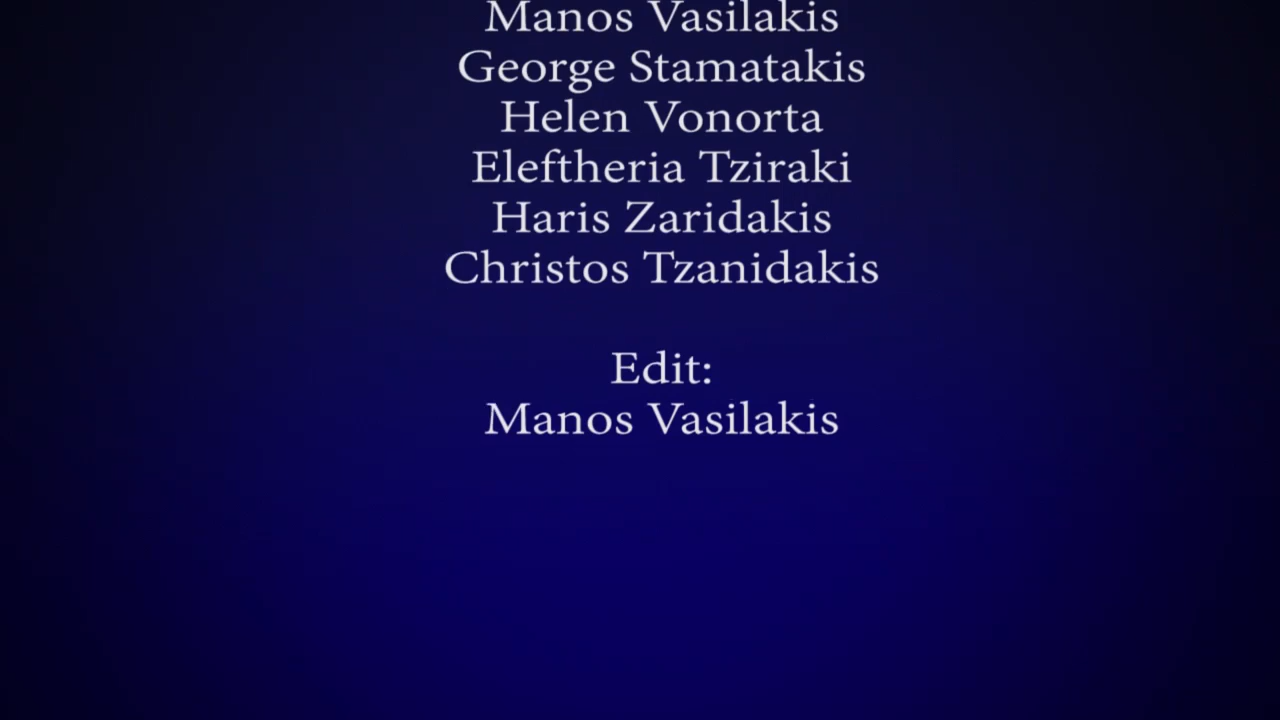 Manos Vasilakis
George Stamatakis
Helen Vonorta
Eleftheria Tziraki
Haris Zaridakis
Christos Tzanidakis
Edit:
Manos Vasilakis